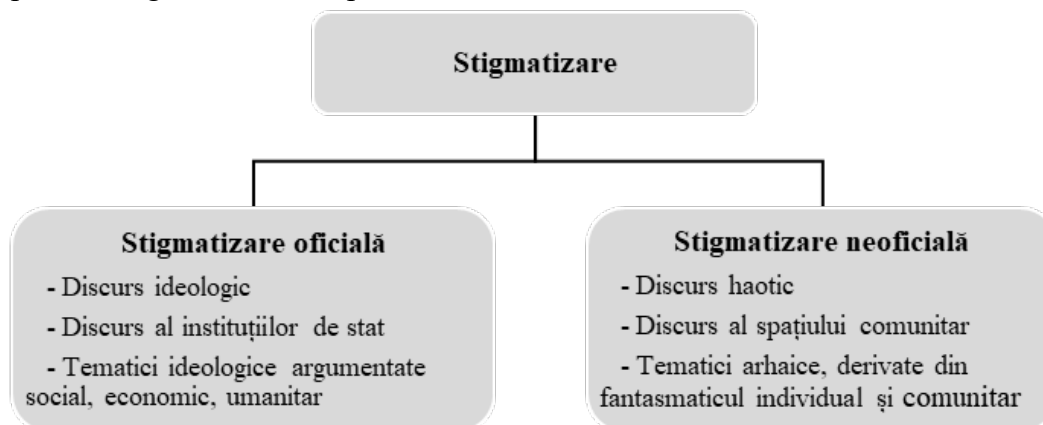 Stigmatizare
Stigmatizare oficială
- Discurs ideologic
- Discurs al instituțiilor de stat
- Tematici ideologice argumentate
social, economic, umanitar
Stigmatizare neoficială
- Discurs haotic
- Discurs al spațiului comunitar
- Tematici arhaice, derivate din
fantasmaticul individual și comunitar